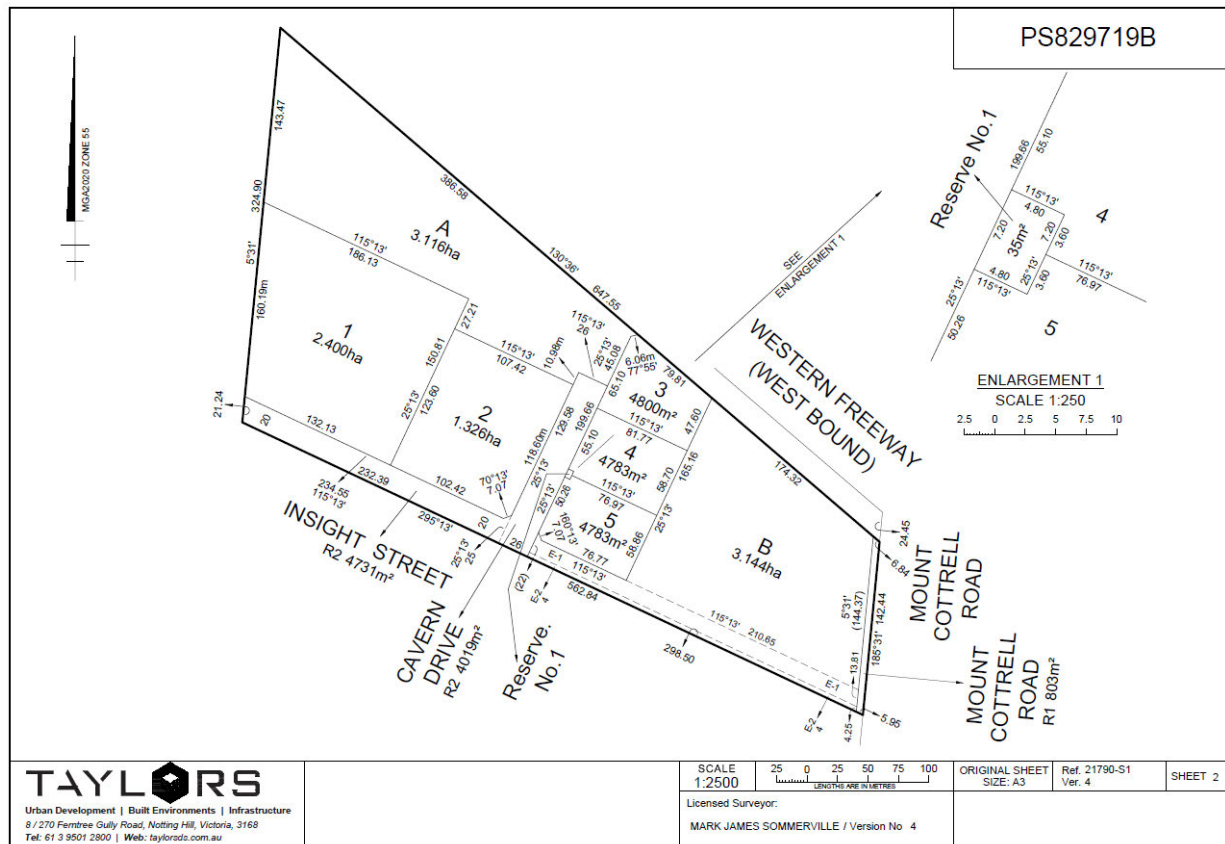 PS829719B
MGA2020 ZONE 55
143.47
324.90
5°31'
160.19m
21.24
386.58
130°36'
647.55
A
3.116ha
115°13'
186.13
1
2.400ha
27.21
150.81
25°13'
123.60
115°13'
107.42
10.98m
115°13'
26
25°13'
45.08
6.06m
77°55'
79.81
65.10
199.66
2
1.326ha
129.58
118.60m
25°13'
3
4800m²
115°13'
81.77
47.60
165.16
4
4783m²
55.10
58.70
115°13'
76.97
25°13'
50.26
25°13'
5
4783m²
58.86
160°13'
7.07
76.77
115°13'
B
3.144ha
174.32
24.45
6.84
5°31'
(144.37)
142.44
185°31'
13.81
20
132.13
232.39
234.55
115°13'
102.42
70°13'
7.07
20
295°13'
25°13'
25
26
(22)
E-1
E-2
4
562.84
115°13'
210.65
298.50
E-1
E-2
4
4.25
5.95
INSIGHT STREET
R2 4731m²
CAVERN
DRIVE
R2 4019m²
Reserve.
No.1
SEE
ENLARGEMENT 1
WESTERN FREEWAY
(WEST BOUND)
MOUNT
COTTRELL
ROAD
MOUNT
COTTRELL
ROAD
R1 803m²
Reserve No.1
199.66
55.10
115°13'
4.80
4
7.20
35m²
7.20
3.60
25°13'
3.60
4.80
115°13'
115°13'
76.97
25°13'
50.26
5
ENLARGEMENT 1
SCALE 1:250
2.5 0 2.5 5 7.5 10
TAYLORS
Urban Development | Built Environments | Infrastructure
8 / 270 Ferntree Gully Road, Notting Hill, Victoria, 3168
Tel: 61 3 9501 2800 | Web: taylorsds.com.au
SCALE
1:2500
25 0 25 50 75 100
LENGTHS ARE IN METRES
ORIGINAL SHEET
SIZE: A3
Ref. 21790-S1
Ver. 4
SHEET 2
Licensed Surveyor:
MARK JAMES SOMMERVILLE / Version No 4